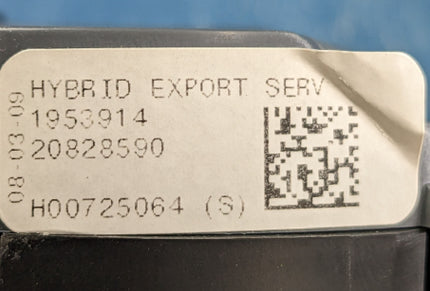 HYBRID EXPORT SERV
1953914
20828590
H00725064 (S)
08-03-09